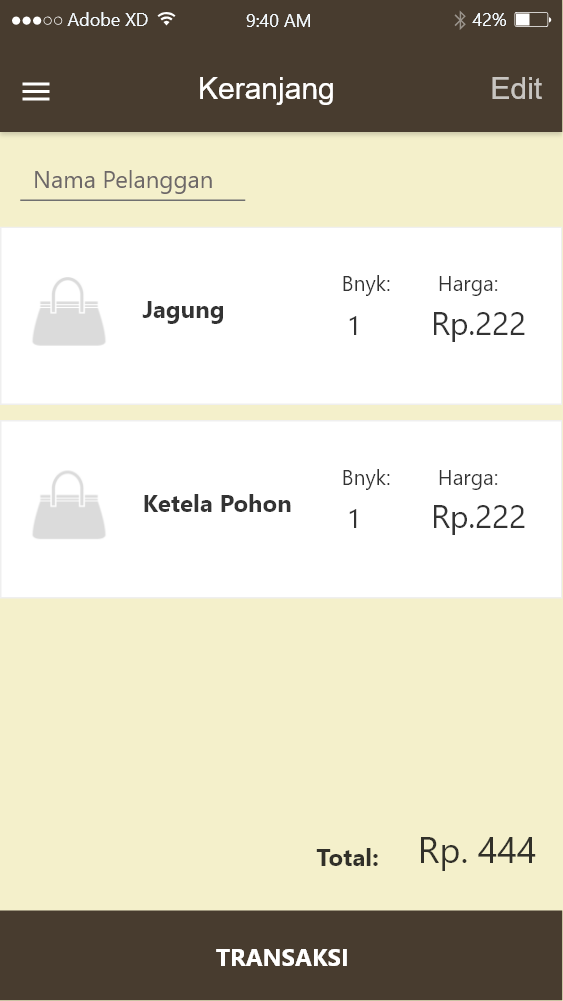 Adobe XD 9:40 AM 42%
Keranjang Edit
Nama Pelanggan
Bnyk: Harga:
Jagung 1 Rp.222
Bnyk: Harga:
Ketela Pohon 1 Rp.222
Total: Rp. 444
TRANSAKSI